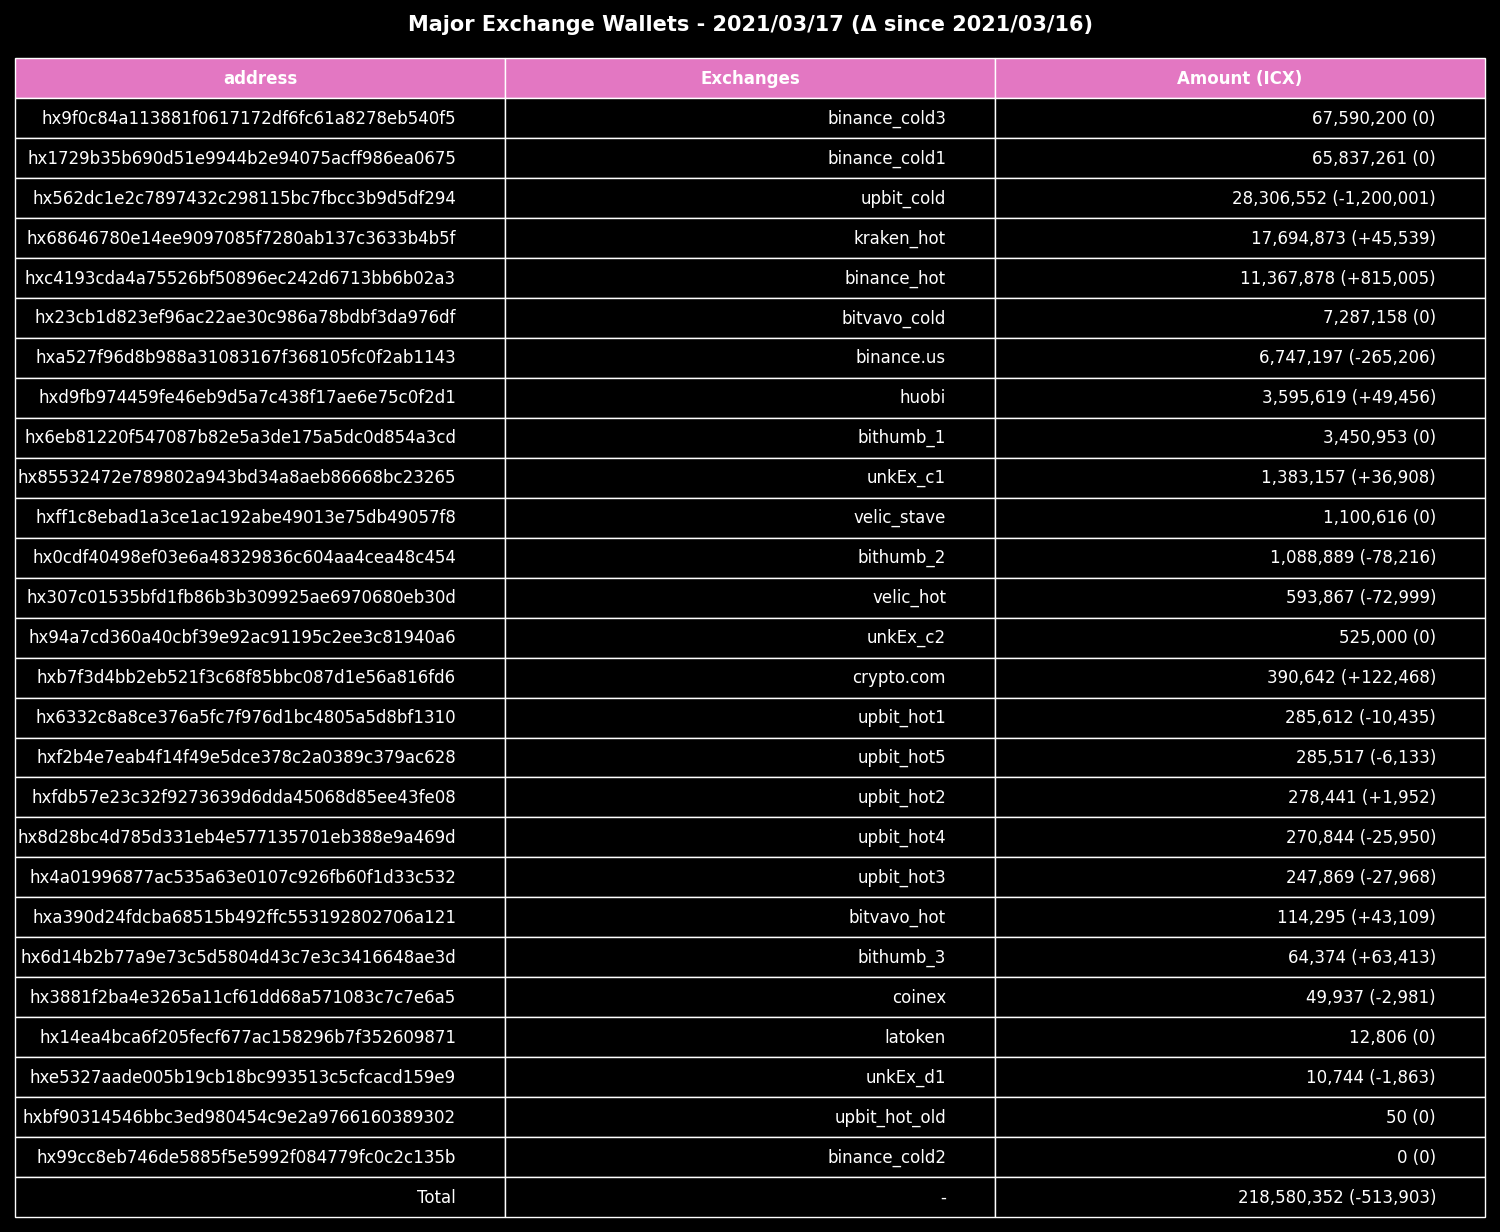 Major Exchange Wallets - 2021/03/17 (Δ since 2021/03/16)
address Exchanges Amount (ICX)
hx9f0c84a113881f0617172df6fc61a8278eb540f5 binance_cold3 67,590,200 (0)
hx1729b35b690d51e9944b2e94075acff986ea0675 binance_cold1 65,837,261 (0)
hx562dc1e2c7897432c298115bc7fbcc3b9d5df294 upbit_cold 28,306,552 (-1,200,001)
hx68646780e14ee9097085f7280ab137c3633b4b5f kraken_hot 17,694,873 (+45,539)
hxc4193cda4a75526bf50896ec242d6713bb6b02a3 binance_hot 11,367,878 (+815,005)
hx23cb1d823ef96ac22ae30c986a78bdbf3da976df bitvavo_cold 7,287,158 (0)
hxa527f96d8b988a31083167f368105fc0f2ab1143 binance.us 6,747,197 (-265,206)
hxd9fb974459fe46eb9d5a7c438f17ae6e75c0f2d1 huobi 3,595,619 (+49,456)
hx6eb81220f547087b82e5a3de175a5dc0d854a3cd bithumb_1 3,450,953 (0)
hx85532472e789802a943bd34a8aeb86668bc23265 unkEx_c1 1,383,157 (+36,908)
hxff1c8ebad1a3ce1ac192abe49013e75db49057f8 velic_stave 1,100,616 (0)
hx0cdf40498ef03e6a48329836c604aa4cea48c454 bithumb_2 1,088,889 (-78,216)
hx307c01535bfd1fb86b3b309925ae6970680eb30d velic_hot 593,867 (-72,999)
hx94a7cd360a40cbf39e92ac91195c2ee3c81940a6 unkEx_c2 525,000 (0)
hxb7f3d4bb2eb521f3c68f85bbc087d1e56a816fd6 crypto.com 390,642 (+122,468)
hx6332c8a8ce376a5fc7f976d1bc4805a5d8bf1310 upbit_hot1 285,612 (-10,435)
hxf2b4e7eab4f14f49e5dce378c2a0389c379ac628 upbit_hot5 285,517 (-6,133)
hxfdb57e23c32f9273639d6dda45068d85ee43fe08 upbit_hot2 278,441 (+1,952)
hx8d28bc4d785d331eb4e577135701eb388e9a469d upbit_hot4 270,844 (-25,950)
hx4a01996877ac535a63e0107c926fb60f1d33c532 upbit_hot3 247,869 (-27,968)
hxa390d24fdcba68515b492ffc553192802706a121 bitvavo_hot 114,295 (+43,109)
hx6d14b2b77a9e73c5d5804d43c7e3c3416648ae3d bithumb_3 64,374 (+63,413)
hx3881f2ba4e3265a11cf61dd68a571083c7c7e6a5 coinex 49,937 (-2,981)
hx14ea4bca6f205fecf677ac158296b7f352609871 latoken 12,806 (0)
hxe5327aade005b19cb18bc993513c5cfcacd159e9 unkEx_d1 10,744 (-1,863)
hxbf90314546bbc3ed980454c9e2a9766160389302 upbit_hot_old 50 (0)
hx99cc8eb746de5885f5e5992f084779fc0c2c135b binance_cold2 0 (0)
Total - 218,580,352 (-513,903)